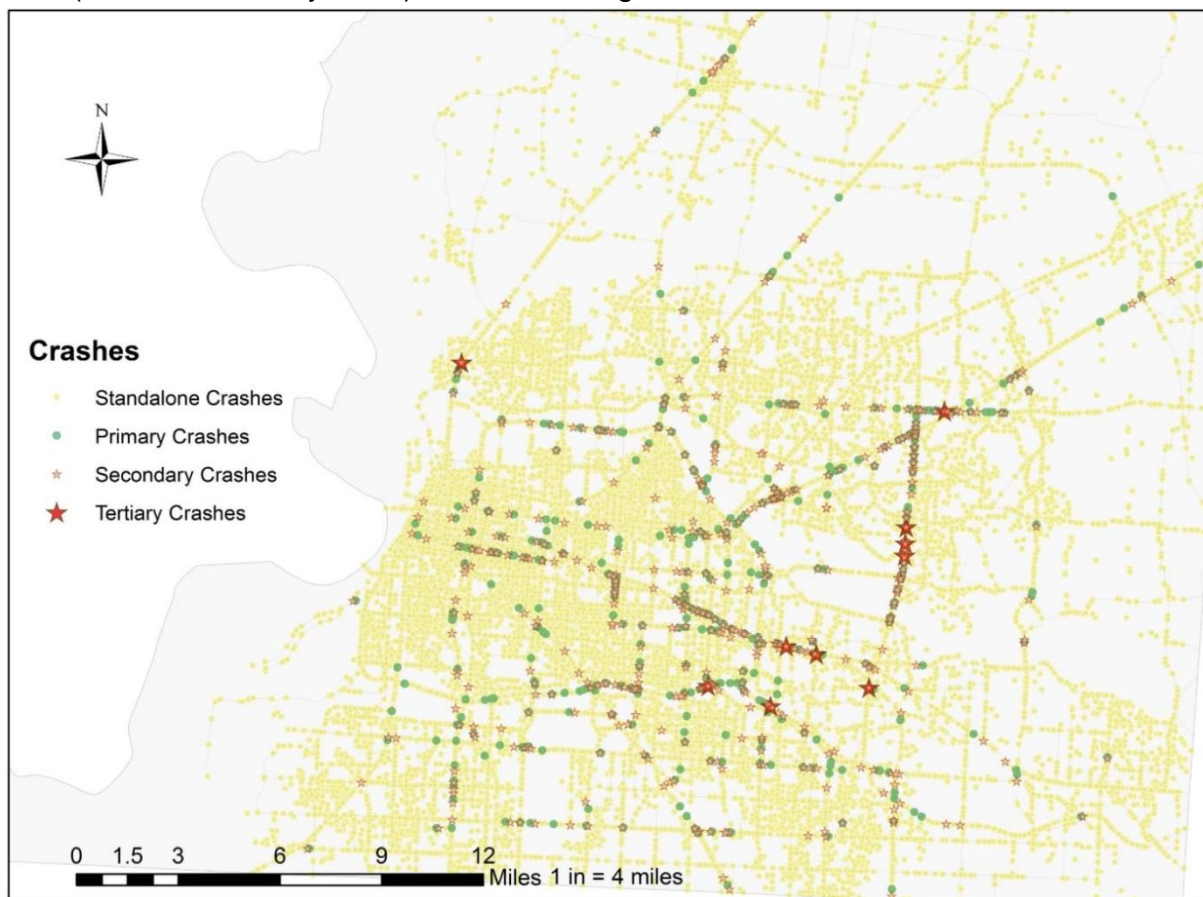 N
Crashes
Standalone Crashes
Primary Crashes
Secondary Crashes
Tertiary Crashes
0 1.5 3 6 9 12
Miles 1 in = 4 miles